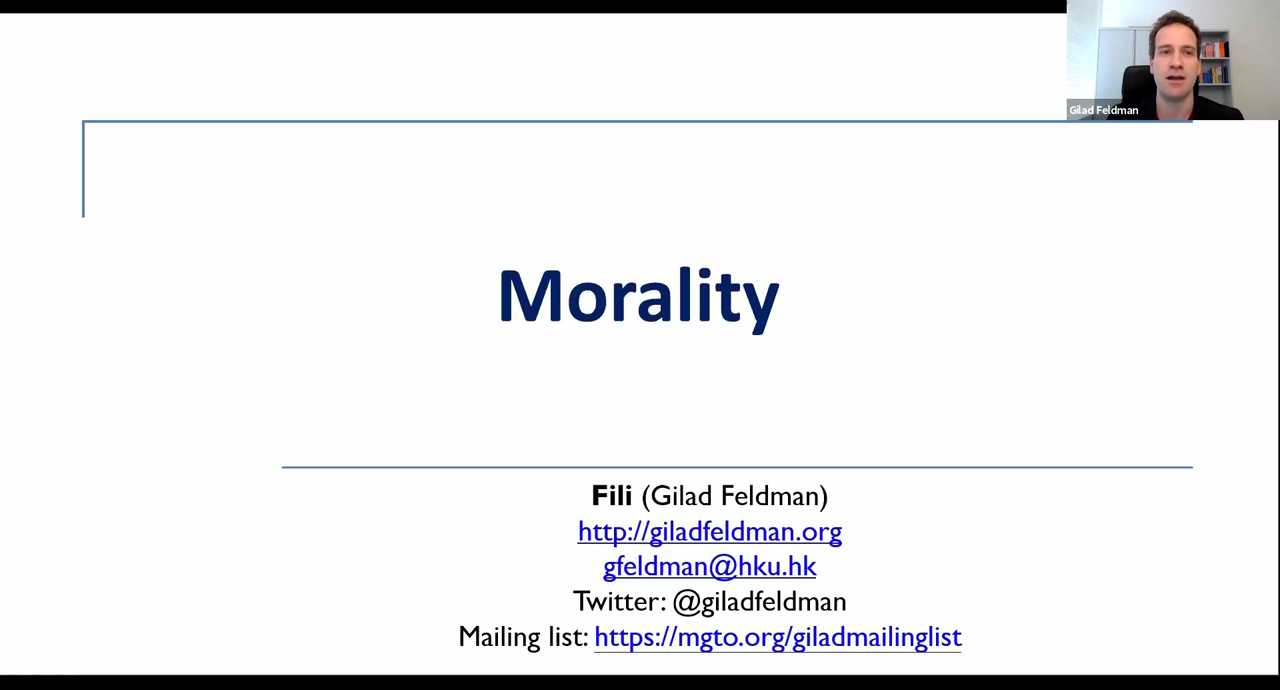 Gilad Feldman
Morality
Fili (Gilad Feldman)
http://giladfeldman.org
gfeldman@hku.hk
Twitter: @giladfeldman
Mailing list: https://mgto.org/giladmailinglist